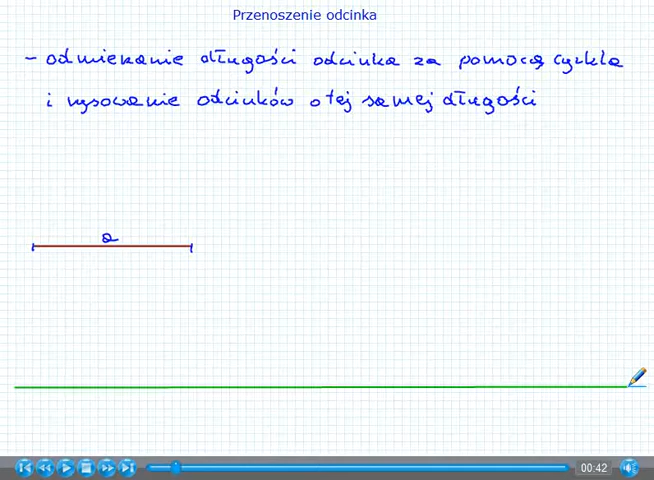 Przenoszenie odcinka
- odmierzanie długości odcinka za pomocą cyrkla
i rysowanie odcinków o tej samej długości
a
00:42